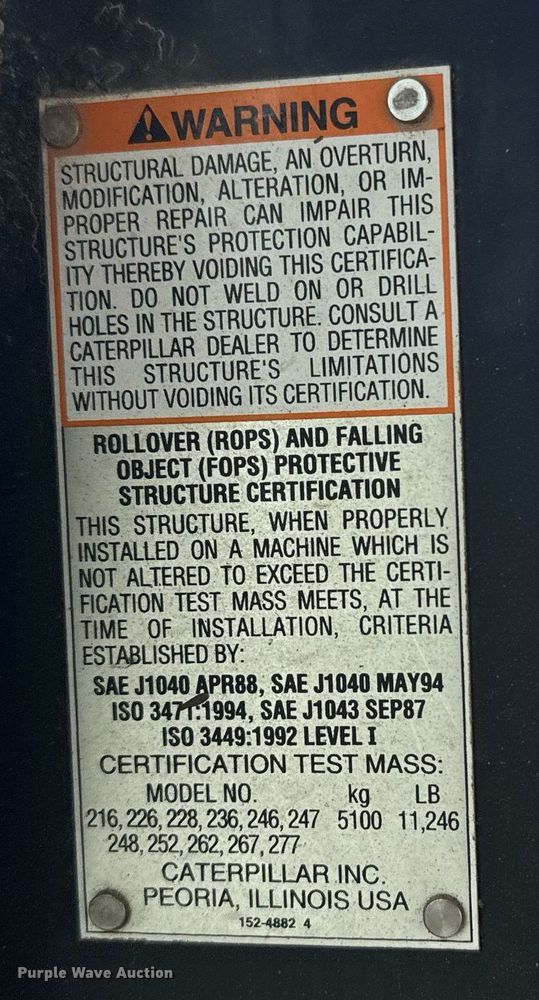 WARNING
STRUCTURAL DAMAGE, AN OVERTURN,
MODIFICATION, ALTERATION, OR IM-
PROPER REPAIR CAN IMPAIR THIS
STRUCTURE'S PROTECTION CAPABIL-
ITY THEREBY VOIDING THIS CERTIFICA-
TION. DO NOT WELD ON OR DRILL
HOLES IN THE STRUCTURE. CONSULT A
CATERPILLAR DEALER TO DETERMINE
THIS STRUCTURE'S LIMITATIONS
WITHOUT VOIDING ITS CERTIFICATION.
ROLLOVER (ROPS) AND FALLING
OBJECT (FOPS) PROTECTIVE
STRUCTURE CERTIFICATION
THIS STRUCTURE, WHEN PROPERLY
INSTALLED ON A MACHINE WHICH IS
NOT ALTERED TO EXCEED THE CERTI-
FICATION TEST MASS MEETS, AT THE
TIME OF INSTALLATION, CRITERIA
ESTABLISHED BY:
SAE J1040 APR88, SAE J1040 MAY94
ISO 3471:1994, SAE J1043 SEP87
ISO 3449:1992 LEVEL I
CERTIFICATION TEST MASS:
MODEL NO. kg LB
216, 226, 228, 236, 246, 247 5100 11,246
248, 252, 262, 267, 277
CATERPILLAR INC.
PEORIA, ILLINOIS USA
152-4882 4
Purple Wave Auction